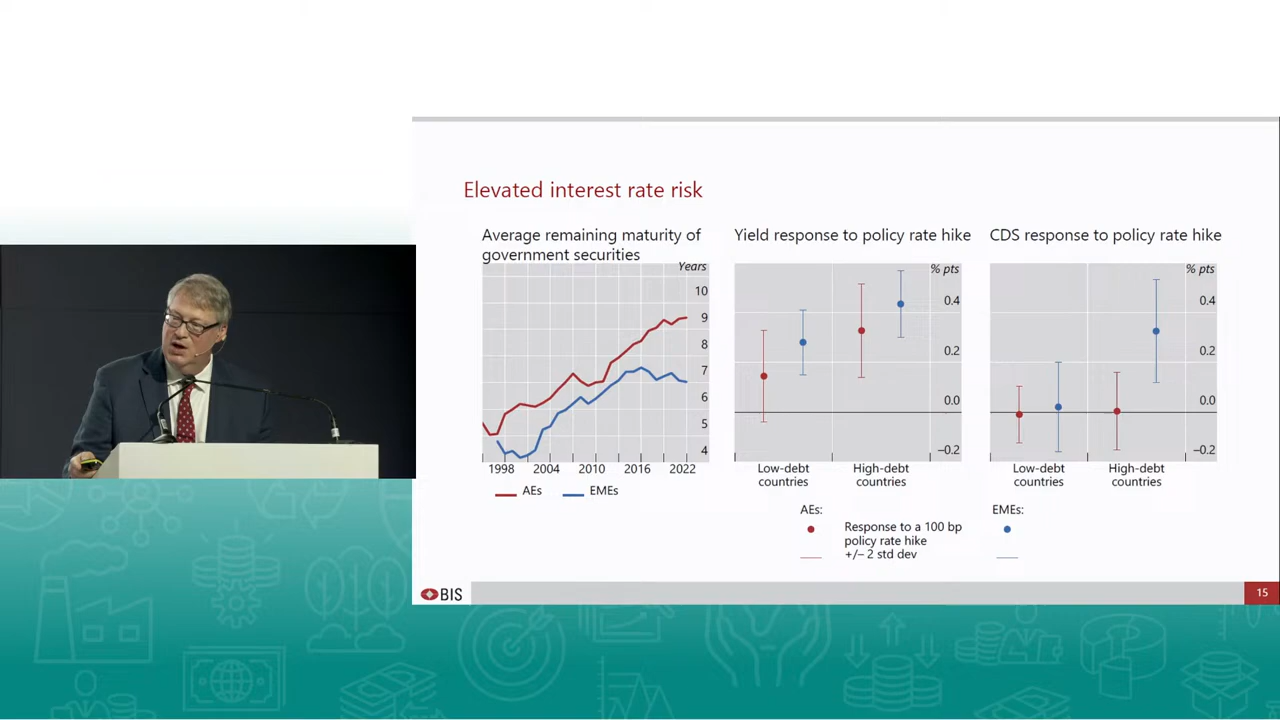 Elevated interest rate risk
Average remaining maturity of
government securities
Years
10
9
8
7
6
5
4
1998 2004 2010 2016 2022
AEs EMEs
Yield response to policy rate hike
% pts
0.4
0.2
0.0
–0.2
Low-debt
countries
High-debt
countries
CDS response to policy rate hike
% pts
0.4
0.2
0.0
–0.2
Low-debt
countries
High-debt
countries
AEs:
EMEs:
Response to a 100 bp
policy rate hike
+/– 2 std dev
BIS
15